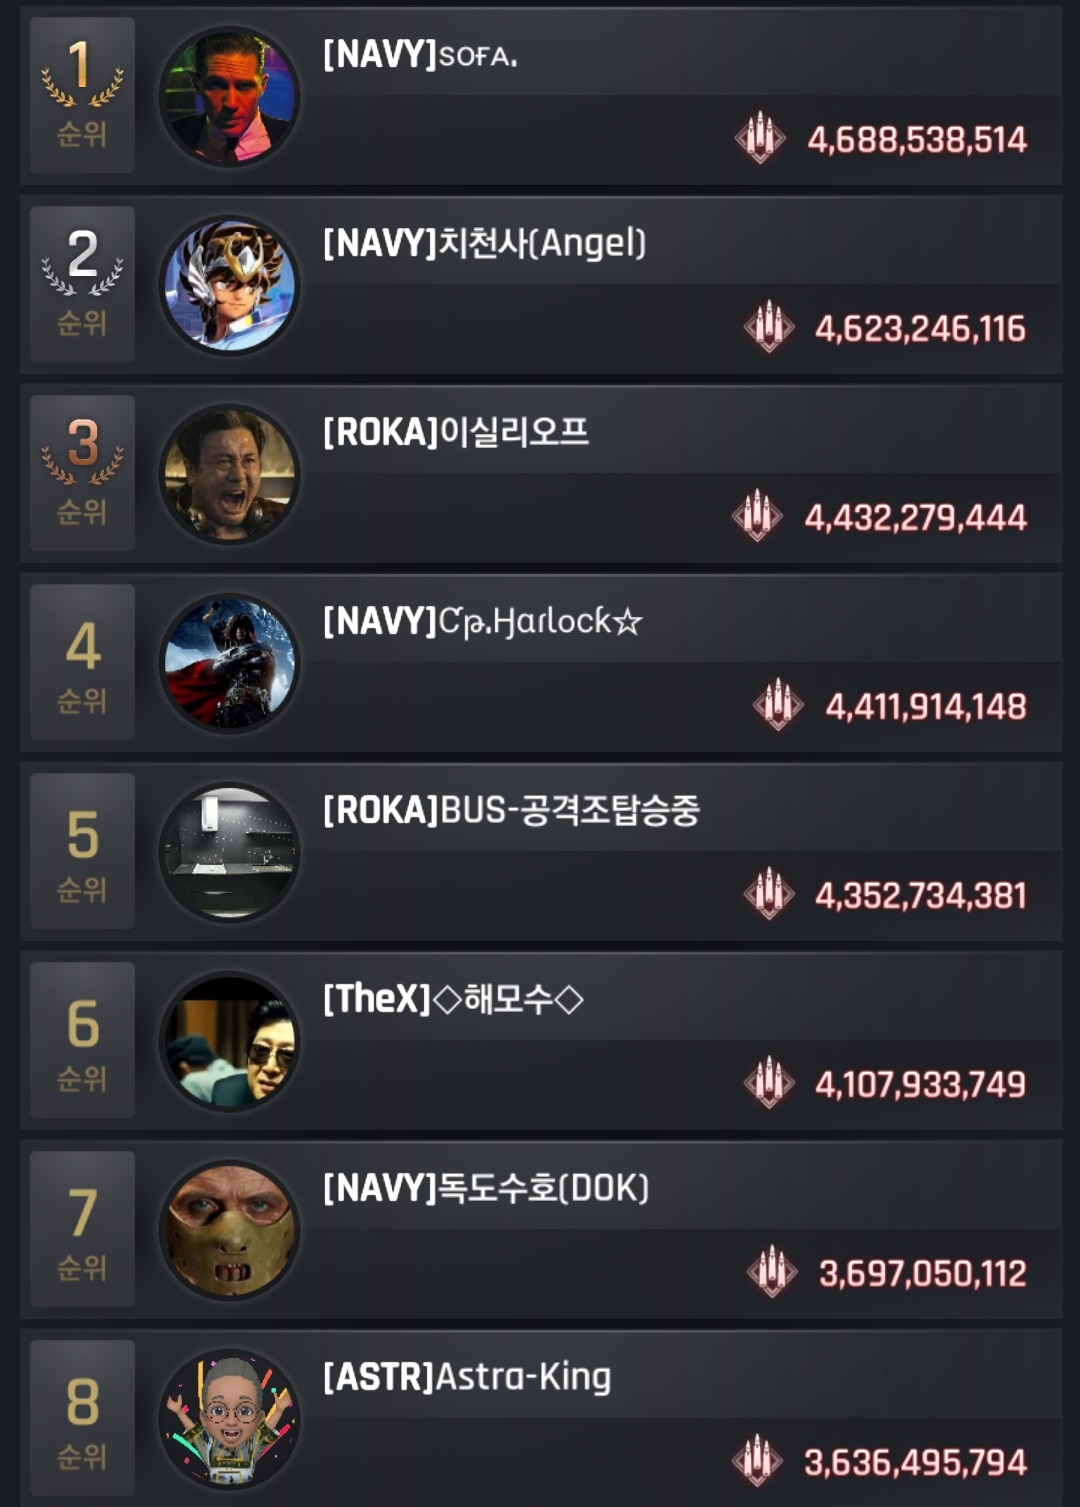 1
순위
[NAVY]sᴏꜰᴀ.
4,688,538,514
2
순위
[NAVY]치천사(Angel)
4,623,246,116
3
순위
[ROKA]이실리오프
4,432,279,444
4
순위
[NAVY]Ƈҏ.Ӈɑɾlocƙ☆
4,411,914,148
5
순위
[ROKA]BUS-공격조탑승중
4,352,734,381
6
순위
[TheX]◇해모수◇
4,107,933,749
7
순위
[NAVY]독도수호(DOK)
3,697,050,112
8
순위
[ASTR]Astra-King
3,636,495,794